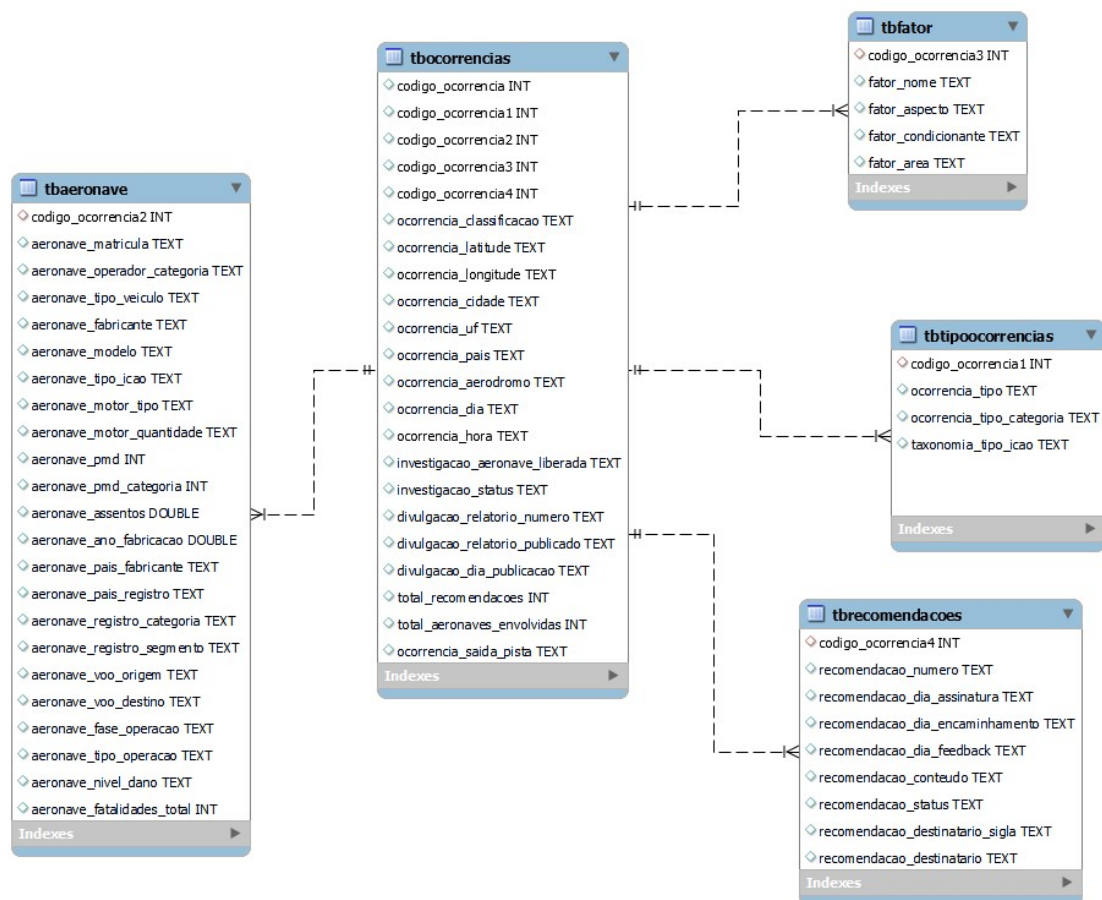 tbaeronave
codigo_ocorrencia2 INT
aeronave_matricula TEXT
aeronave_operador_categoria TEXT
aeronave_tipo_veiculo TEXT
aeronave_fabricante TEXT
aeronave_modelo TEXT
aeronave_tipo_icao TEXT
aeronave_motor_tipo TEXT
aeronave_motor_quantidade TEXT
aeronave_pmd INT
aeronave_pmd_categoria INT
aeronave_assentos DOUBLE
aeronave_ano_fabricacao DOUBLE
aeronave_pais_fabricante TEXT
aeronave_pais_registro TEXT
aeronave_registro_categoria TEXT
aeronave_registro_segmento TEXT
aeronave_voo_origem TEXT
aeronave_voo_destino TEXT
aeronave_fase_operacao TEXT
aeronave_tipo_operacao TEXT
aeronave_nivel_dano TEXT
aeronave_fatalidades_total INT
Indexes
tbocorrencias
codigo_ocorrencia INT
codigo_ocorrencia1 INT
codigo_ocorrencia2 INT
codigo_ocorrencia3 INT
codigo_ocorrencia4 INT
ocorrencia_classificacao TEXT
ocorrencia_latitude TEXT
ocorrencia_longitude TEXT
ocorrencia_cidade TEXT
ocorrencia_uf TEXT
ocorrencia_pais TEXT
ocorrencia_aerodromo TEXT
ocorrencia_dia TEXT
ocorrencia_hora TEXT
investigacao_aeronave_liberada TEXT
investigacao_status TEXT
divulgacao_relatorio_numero TEXT
divulgacao_relatorio_publicado TEXT
divulgacao_dia_publicacao TEXT
total_recomendacoes INT
total_aeronaves_envolvidas INT
ocorrencia_saida_pista TEXT
Indexes
tbfator
codigo_ocorrencia3 INT
fator_nome TEXT
fator_aspecto TEXT
fator_condicionante TEXT
fator_area TEXT
Indexes
tbtipoocorrencias
codigo_ocorrencia1 INT
ocorrencia_tipo TEXT
ocorrencia_tipo_categoria TEXT
taxonomia_tipo_icao TEXT
Indexes
tbrecomendacoes
codigo_ocorrencia4 INT
recomendacao_numero TEXT
recomendacao_dia_assinatura TEXT
recomendacao_dia_encaminhamento TEXT
recomendacao_dia_feedback TEXT
recomendacao_conteudo TEXT
recomendacao_status TEXT
recomendacao_destinatario_sigla TEXT
recomendacao_destinatario TEXT
Indexes